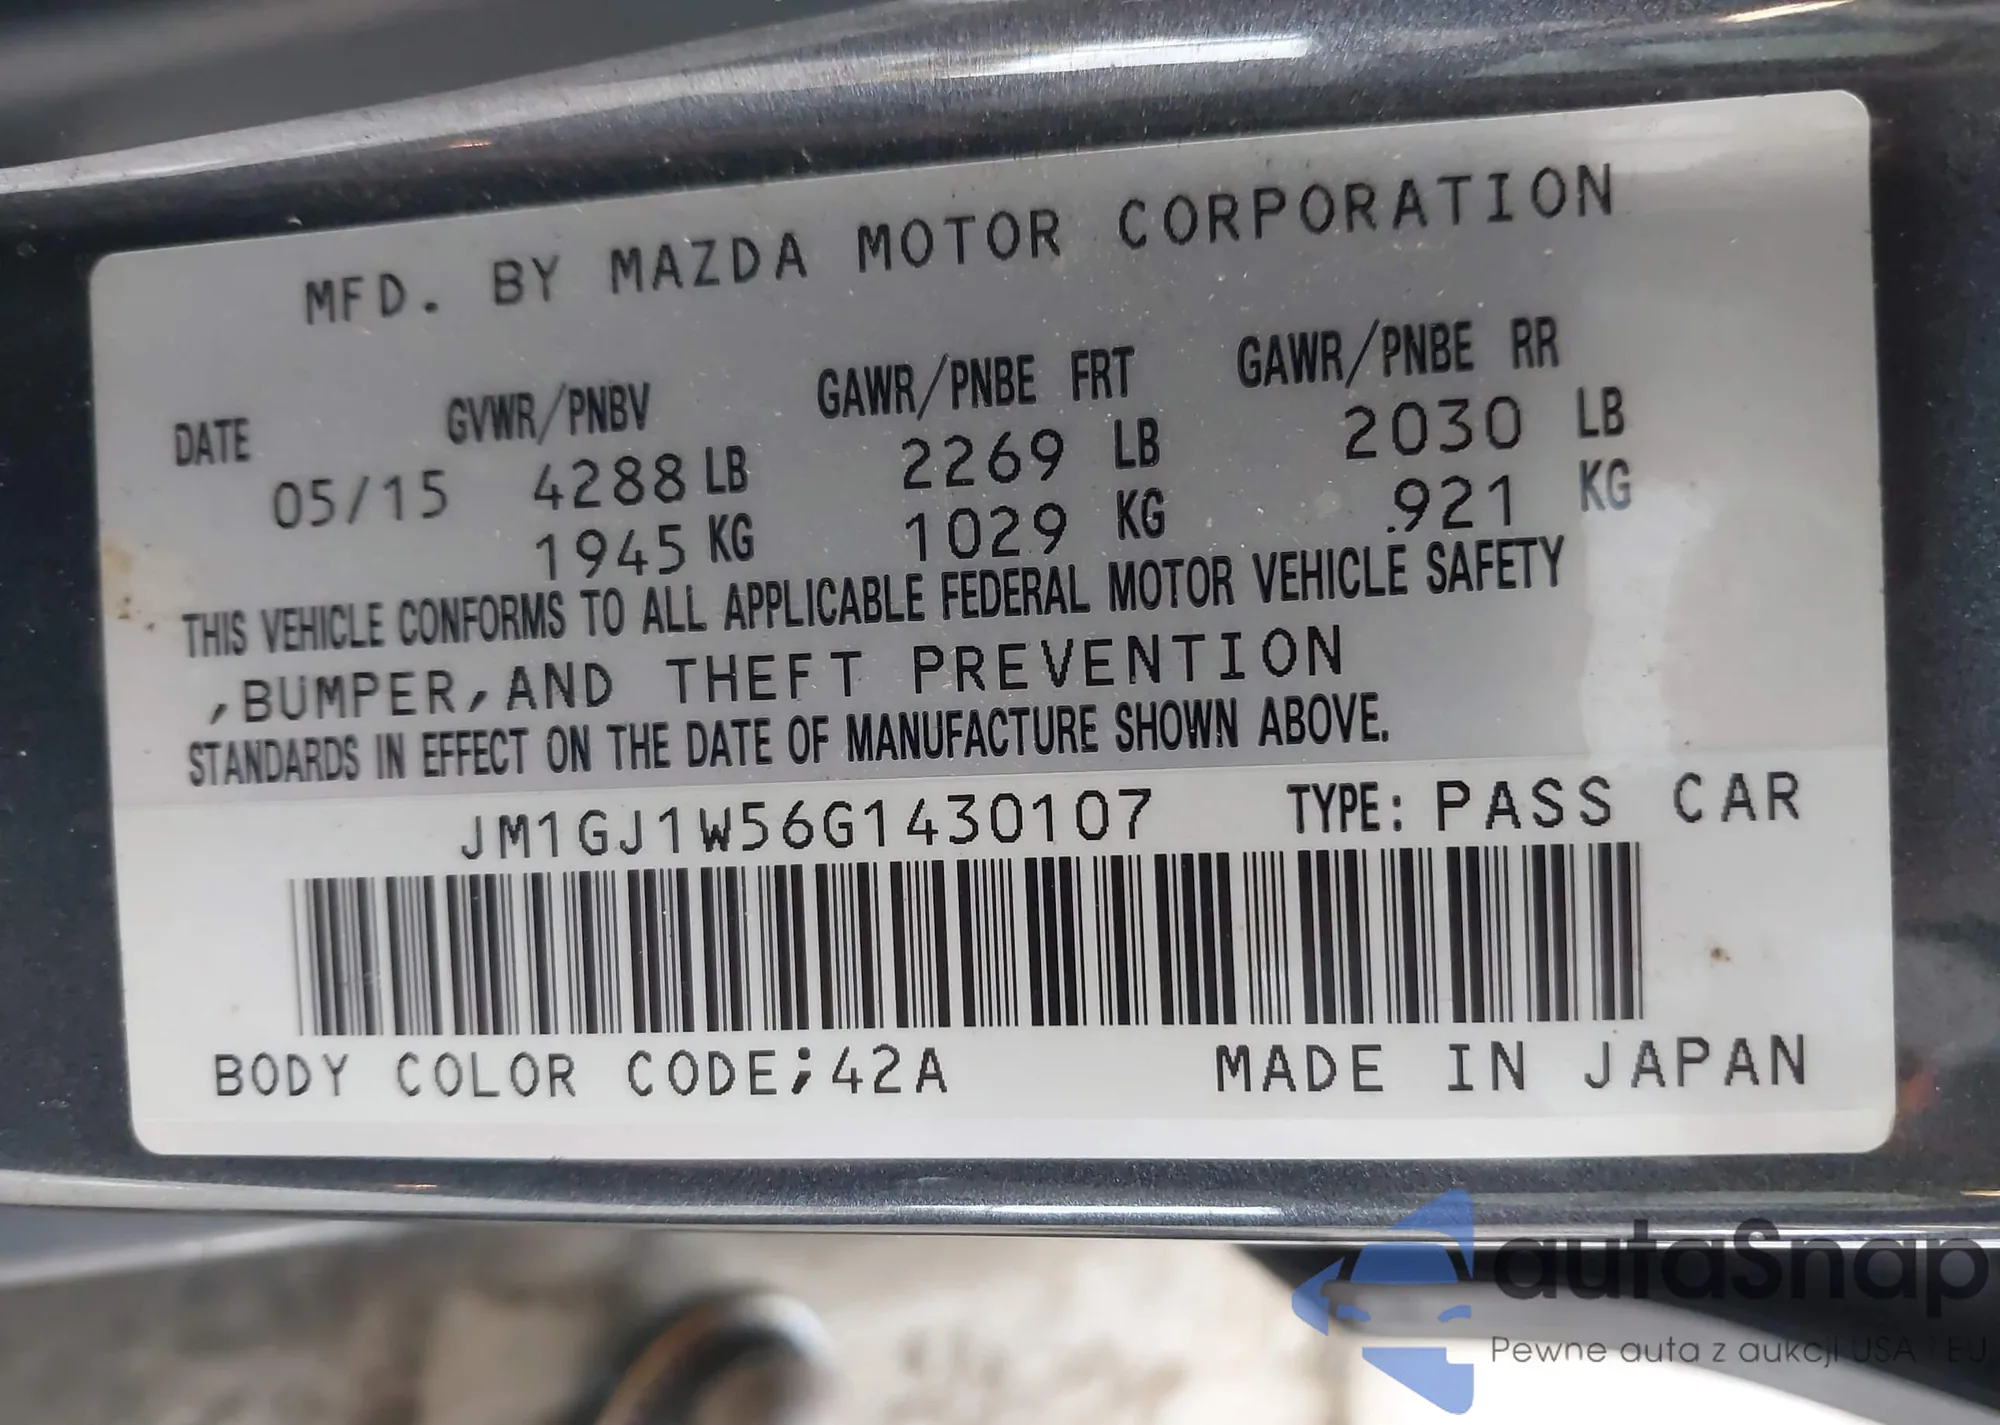 MFD. BY MAZDA MOTOR CORPORATION
DATE GVWR/PNBV GAWR/PNBE FRT GAWR/PNBE RR
05/15 4288 LB 2269 LB 2030 LB
1945 KG 1029 KG .921 KG
THIS VEHICLE CONFORMS TO ALL APPLICABLE FEDERAL MOTOR VEHICLE SAFETY
,BUMPER,AND THEFT PREVENTION
STANDARDS IN EFFECT ON THE DATE OF MANUFACTURE SHOWN ABOVE.
JM1GJ1W56G1430107 TYPE: PASS CAR
BODY COLOR CODE;42A MADE IN JAPAN
autaSnap
Pewne auta z aukcji USA i EU